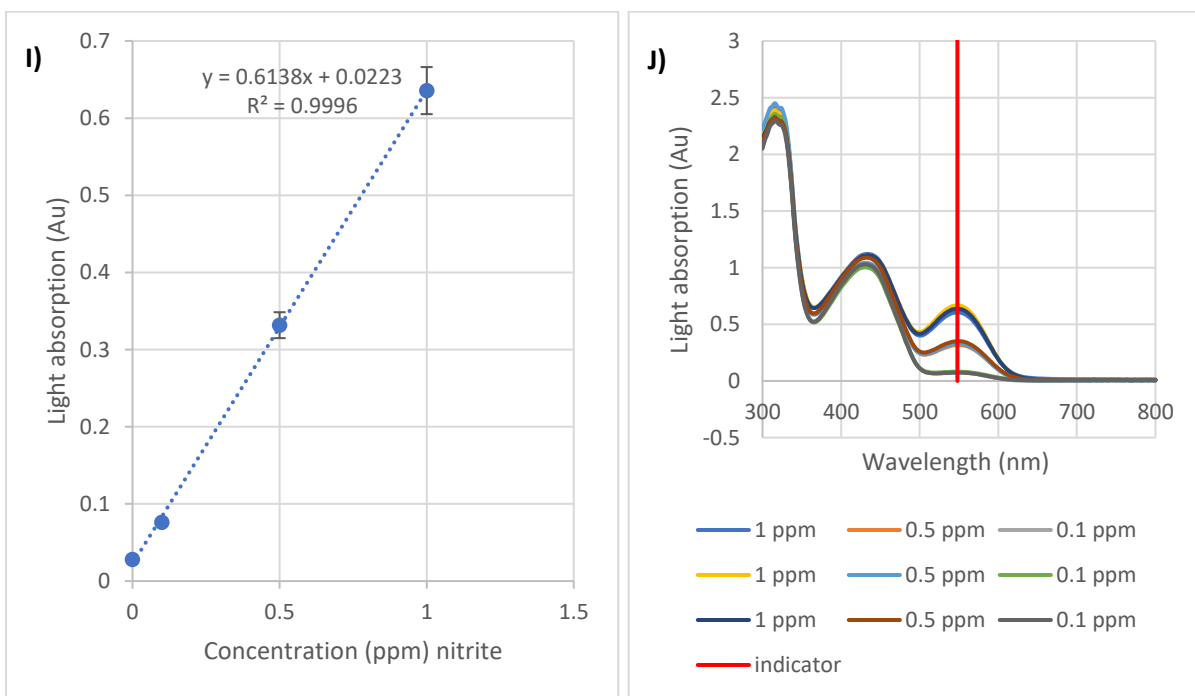 I)
y = 0.6138x + 0.0223
R² = 0.9996
Light absorption (Au)
0.7
0.6
0.5
0.4
0.3
0.2
0.1
0
0 0.5 1 1.5
Concentration (ppm) nitrite
J)
Light absorption (Au)
3
2.5
2
1.5
1
0.5
0
-0.5
300 400 500 600 700 800
Wavelength (nm)
1 ppm 0.5 ppm 0.1 ppm
1 ppm 0.5 ppm 0.1 ppm
1 ppm 0.5 ppm 0.1 ppm
indicator